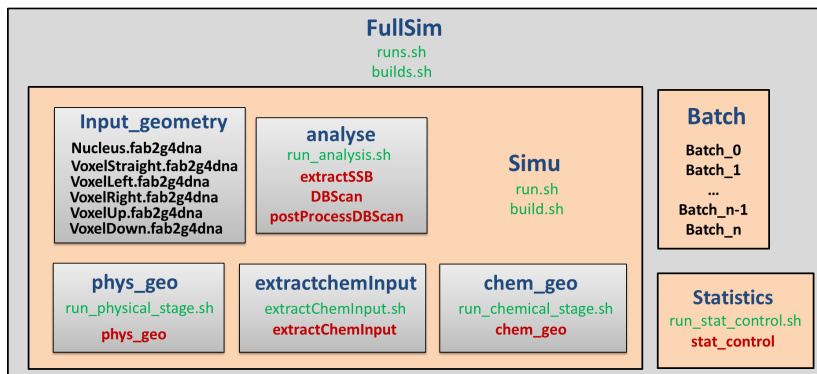 FullSim
runs.sh
builds.sh
Input_geometry
Nucleus.fab2g4dna
VoxelStraight.fab2g4dna
VoxelLeft.fab2g4dna
VoxelRight.fab2g4dna
VoxelUp.fab2g4dna
VoxelDown.fab2g4dna
analyse
run_analysis.sh
extractSSB
DBScan
postProcessDBScan
Simu
run.sh
build.sh
Batch
Batch_0
Batch_1
...
Batch_n-1
Batch_n
phys_geo
run_physical_stage.sh
phys_geo
extractchemInput
extractChemInput.sh
extractChemInput
chem_geo
run_chemical_stage.sh
chem_geo
Statistics
run_stat_control.sh
stat_control